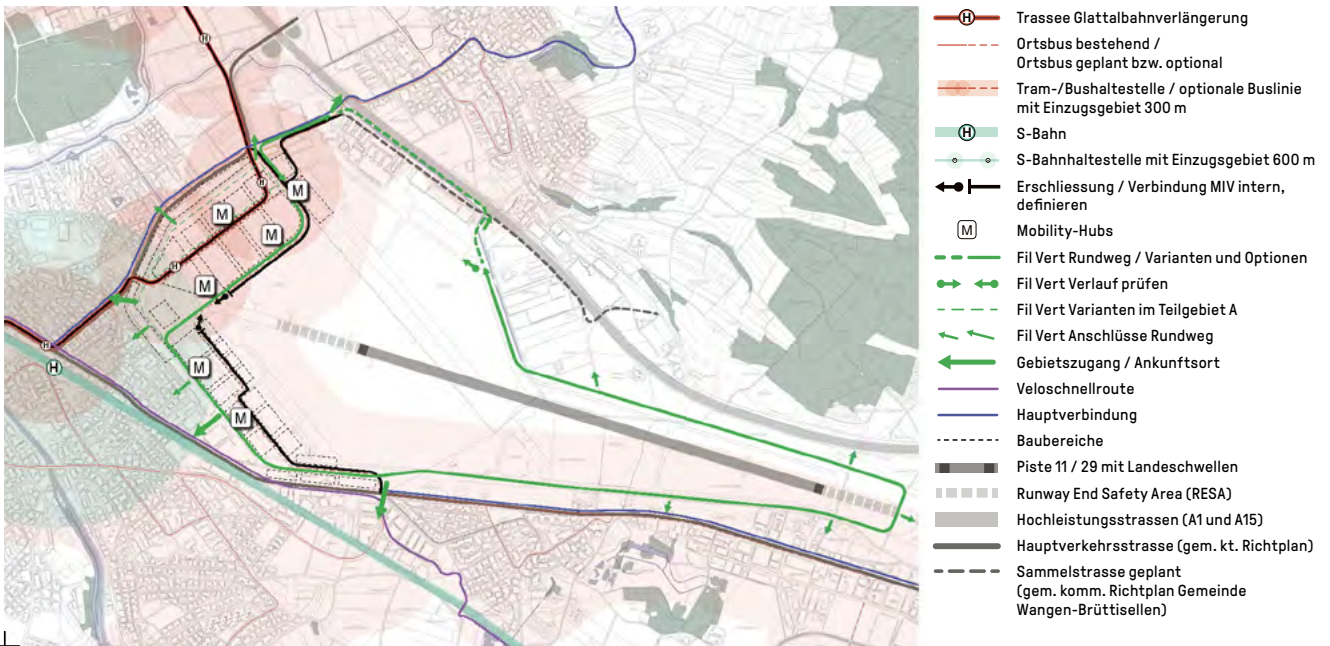 H
H
H
H
H
M
M
M
M
M
M
H Trassee Glattalbahnverlängerung
Ortsbus bestehend /
Ortsbus geplant bzw. optional
Tram-/Bushaltestelle / optionale Buslinie
mit Einzugsgebiet 300 m
H S-Bahn
S-Bahnhaltestelle mit Einzugsgebiet 600 m
Erschliessung / Verbindung MIV intern,
definieren
M Mobility-Hubs
Fil Vert Rundweg / Varianten und Optionen
Fil Vert Verlauf prüfen
Fil Vert Varianten im Teilgebiet A
Fil Vert Anschlüsse Rundweg
Gebietszugang / Ankunftsort
Veloschnellroute
Hauptverbindung
Baubereiche
Piste 11 / 29 mit Landeschwellen
Runway End Safety Area (RESA)
Hochleistungsstrassen (A1 und A15)
Hauptverkehrsstrasse (gem. kt. Richtplan)
Sammelstrasse geplant
(gem. komm. Richtplan Gemeinde
Wangen-Brüttisellen)